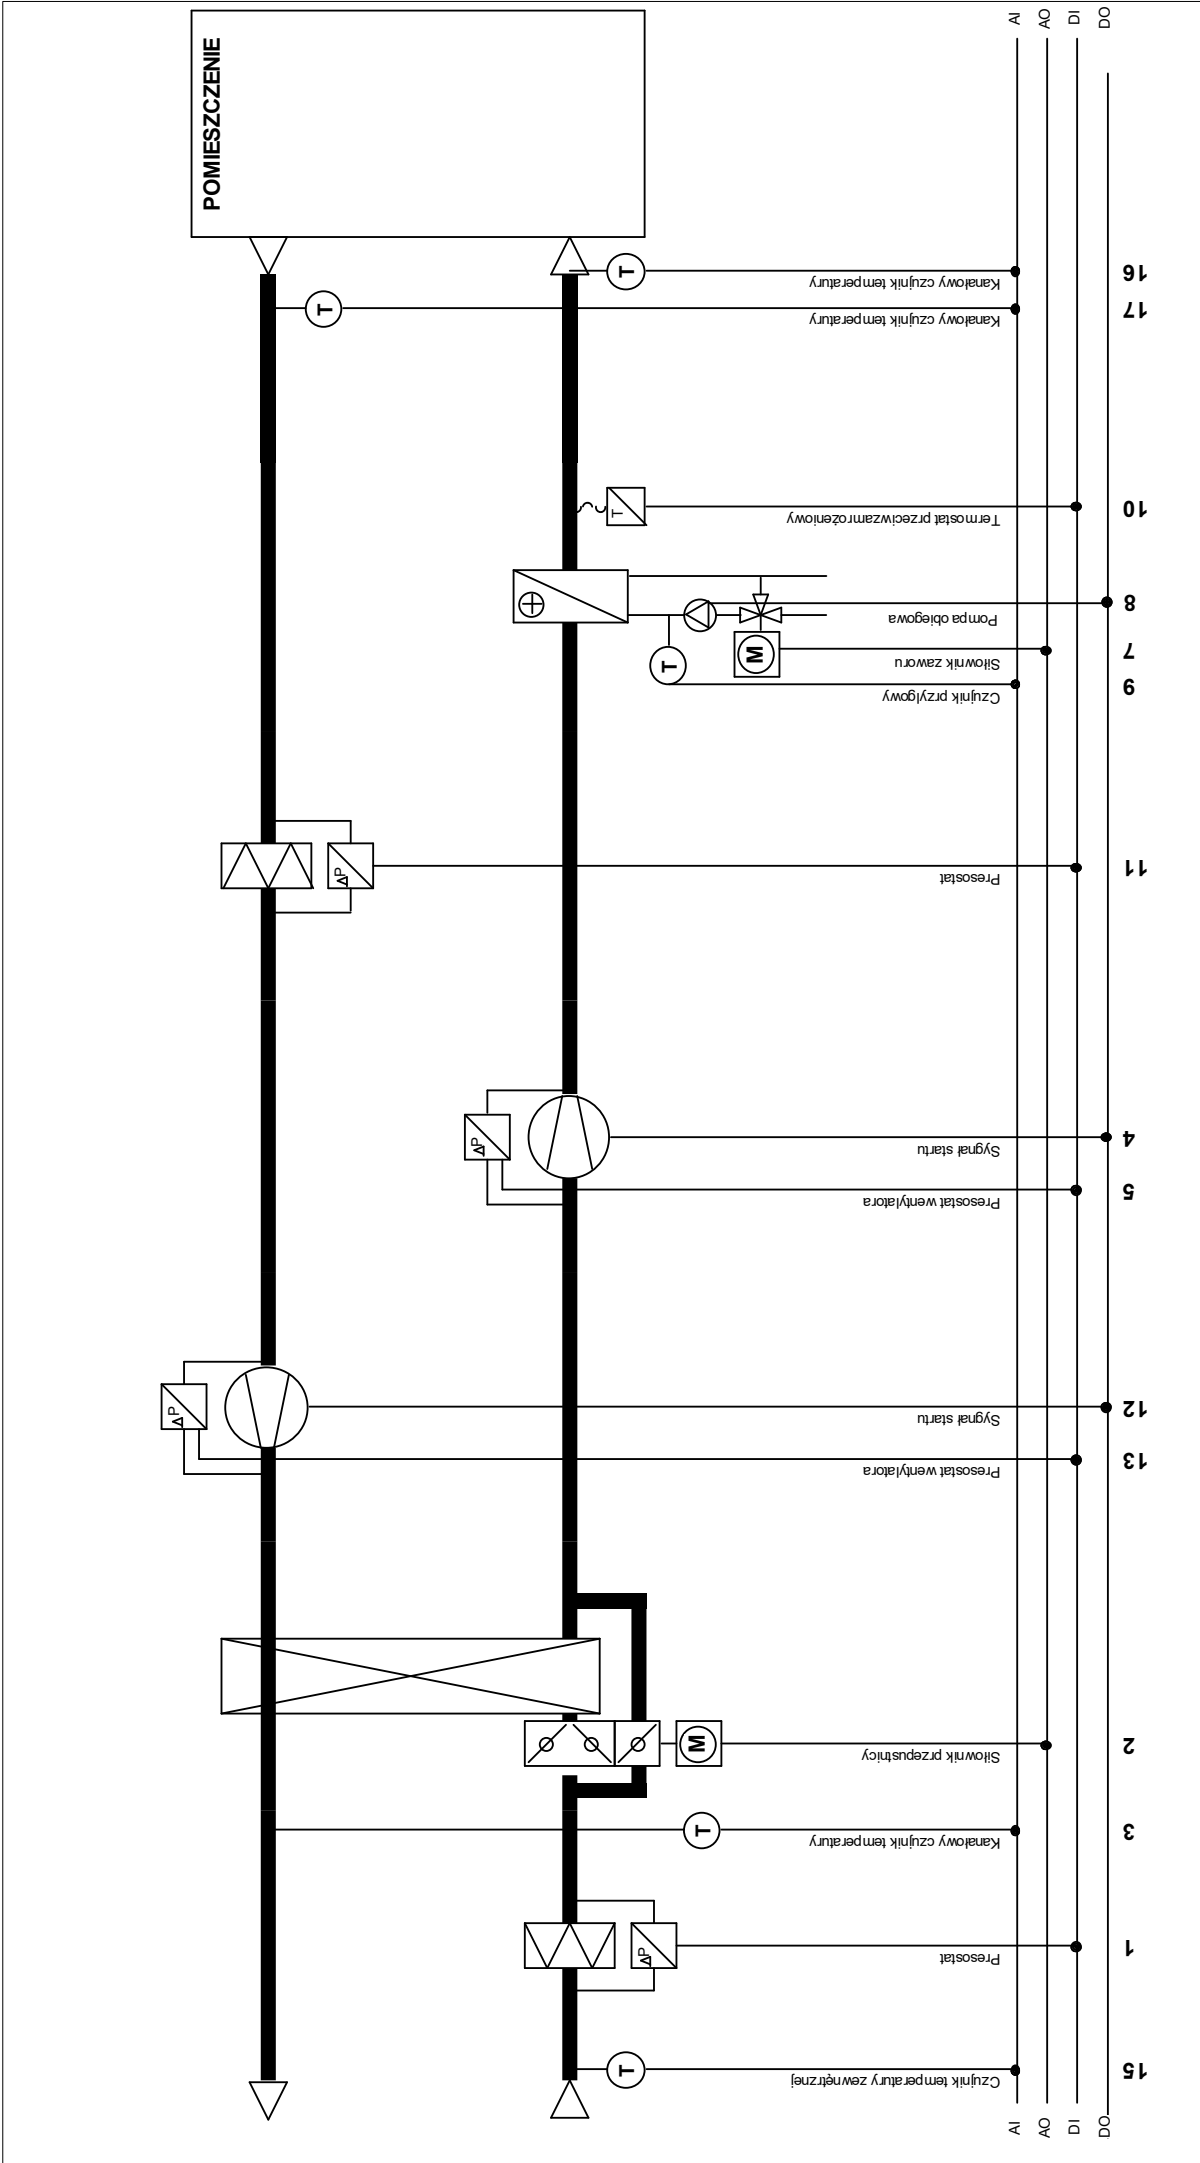 POMIESZCZENIE
AI
AO
DI
DO
T
Kanałowy czujnik temperatury
16
T
Kanałowy czujnik temperatury
17
T
Termostat przeciwzamrożeniowy
10
Pompa obiegowa
8
M
Siłownik zaworu
7
T
Czujnik przylgowy
9
ΔP
Presostat
11
ΔP
Sygnał startu
4
Presostat wentylatora
5
ΔP
Sygnał startu
12
Presostat wentylatora
13
M
Siłownik przepustnicy
2
T
Kanałowy czujnik temperatury
3
ΔP
Presostat
1
T
Czujnik temperatury zewnętrznej
15
AI
AO
DI
DO